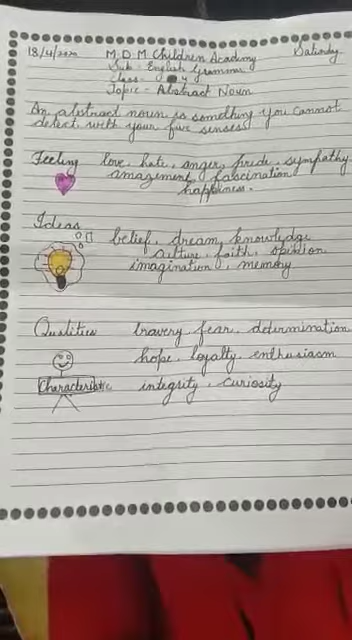 18/4/2020 M.D.M Children Academy Saturday
Sub - English Grammar
Class - 4
Topic - Abstract Noun
An abstract noun is something you cannot
detect with your five senses
Feeling love, hate, anger, pride, sympathy
amazement, fascination
happiness.
Ideas belief, dream, knowledge
culture, faith, opinion
imagination, memory
Qualities bravery, fear, determination
hope, loyalty, enthusiasm
Characteristic integrity, curiosity